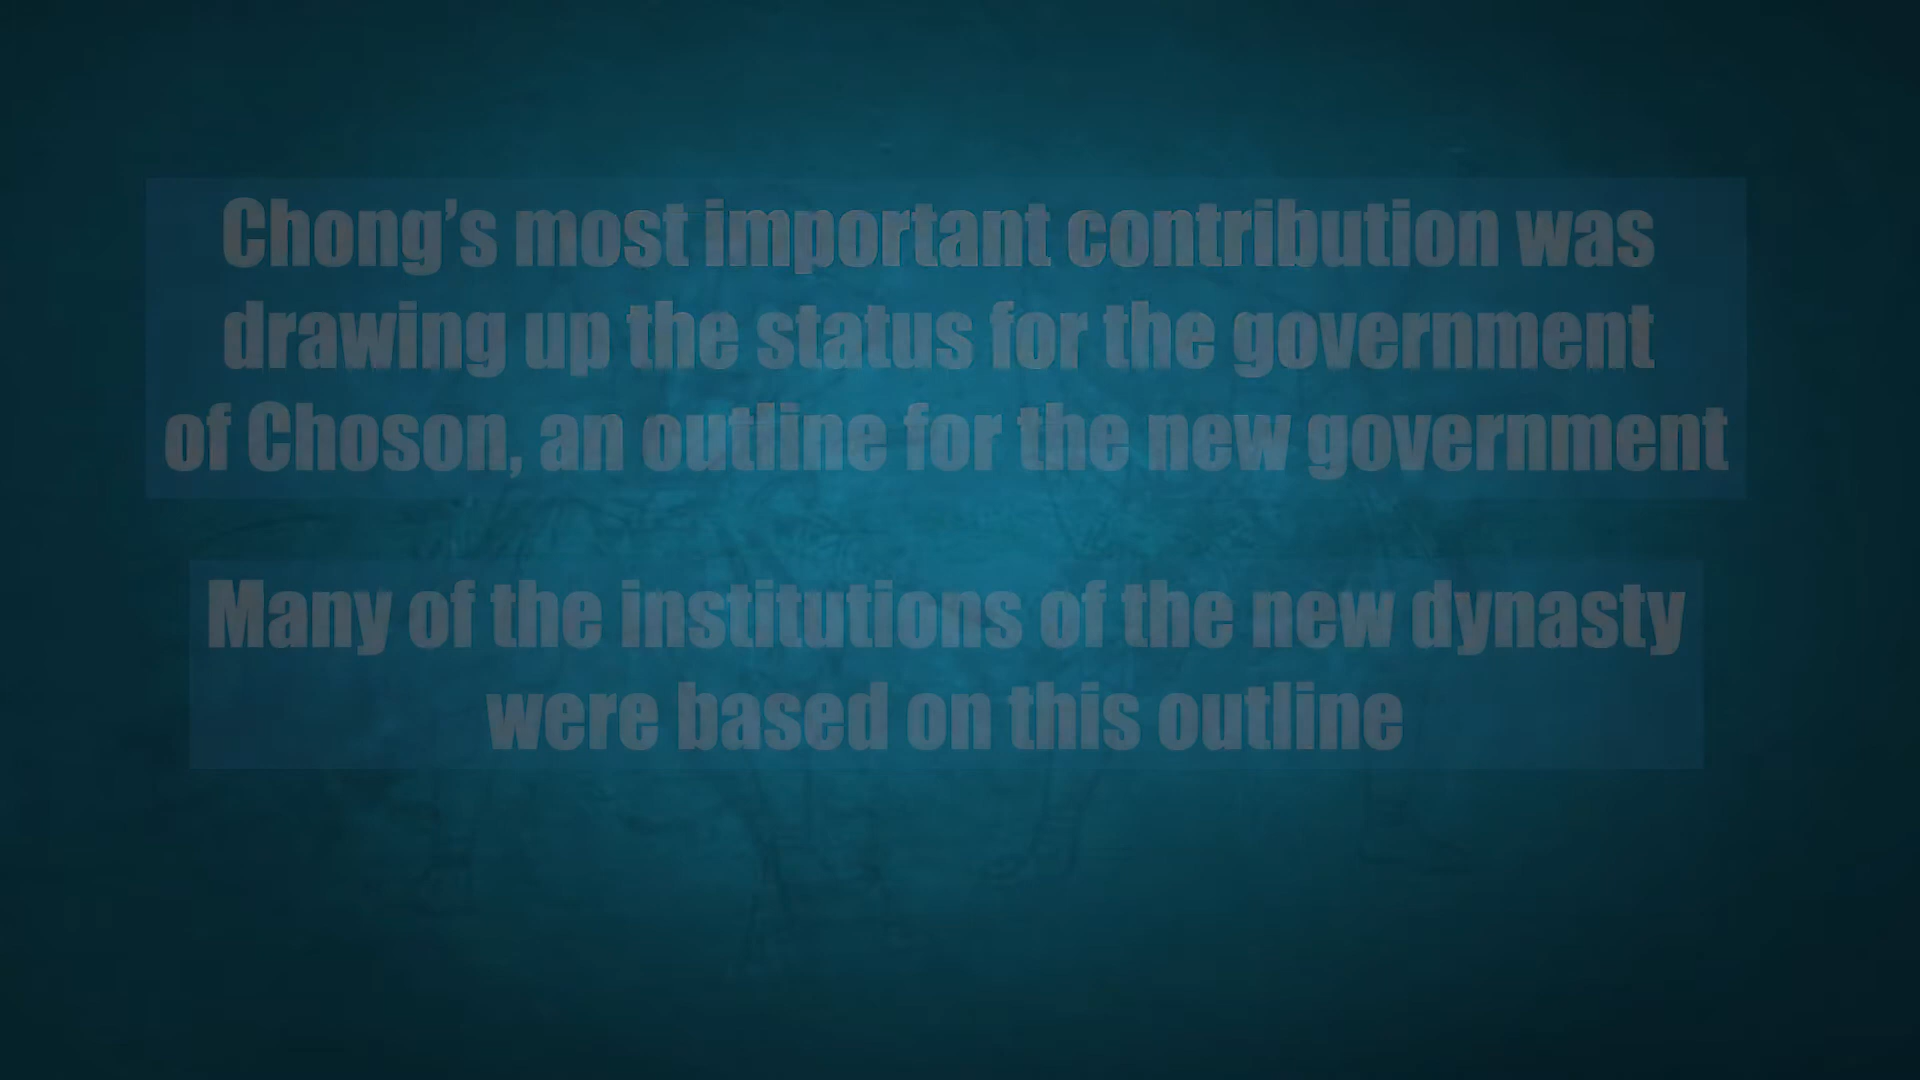 Chong’s most important contribution was
drawing up the status for the government
of Choson, an outline for the new government
Many of the institutions of the new dynasty
were based on this outline